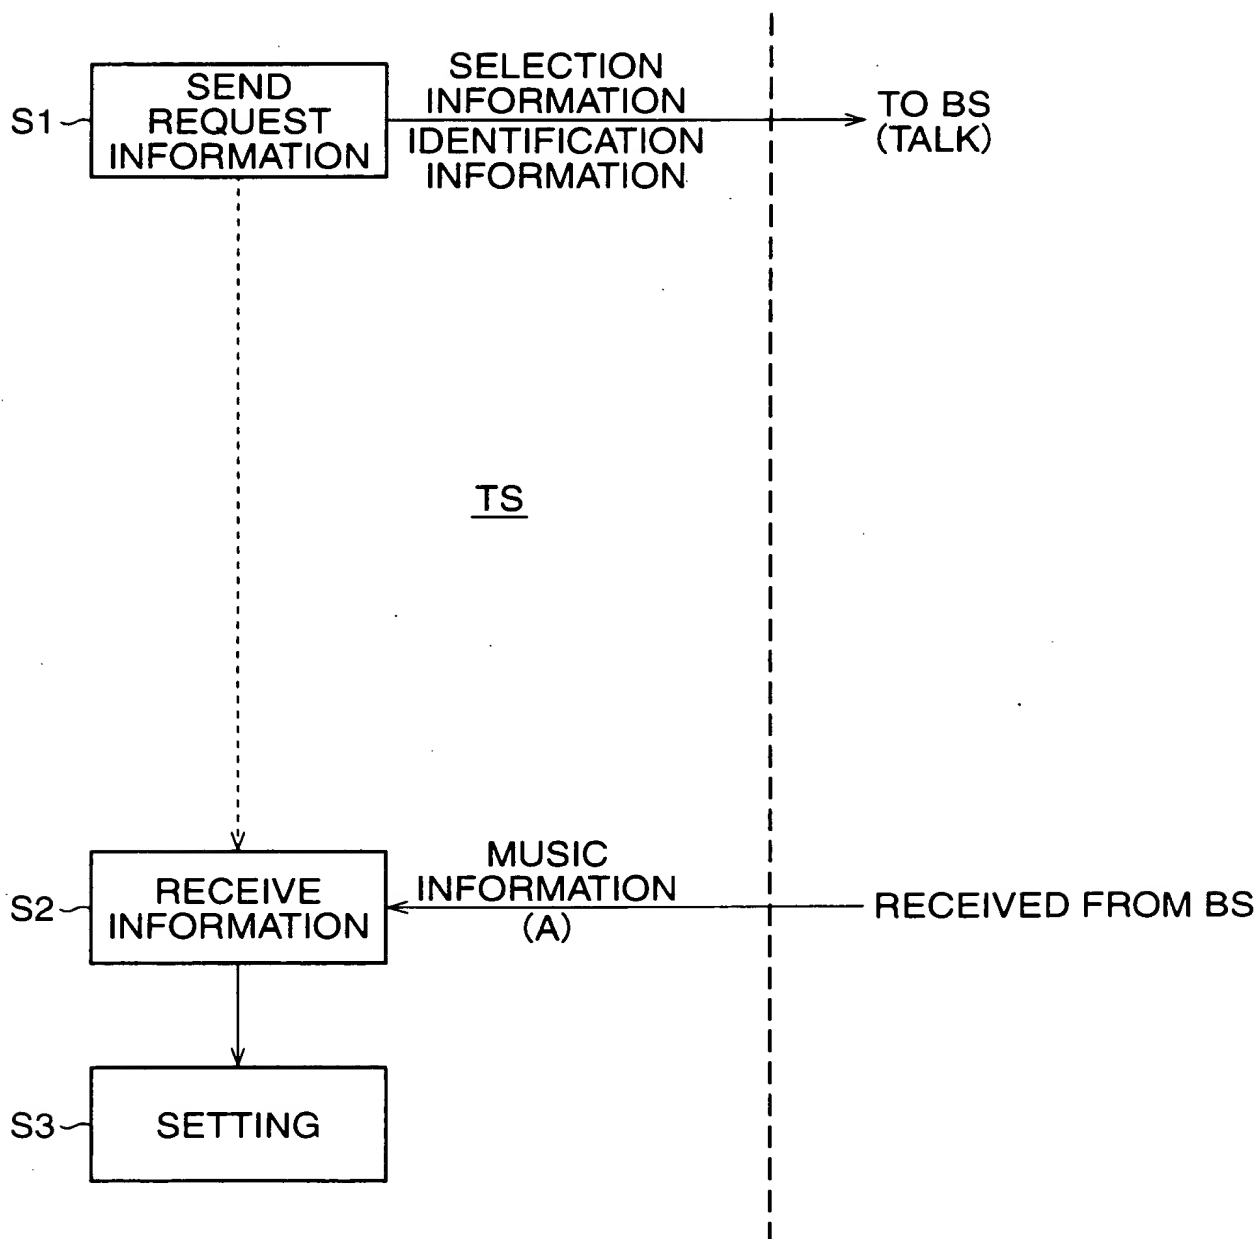 S1
SEND
REQUEST
INFORMATION
SELECTION
INFORMATION
IDENTIFICATION
INFORMATION
TO BS
(TALK)
TS
S2
RECEIVE
INFORMATION
MUSIC
INFORMATION
(A)
RECEIVED FROM BS
S3
SETTING